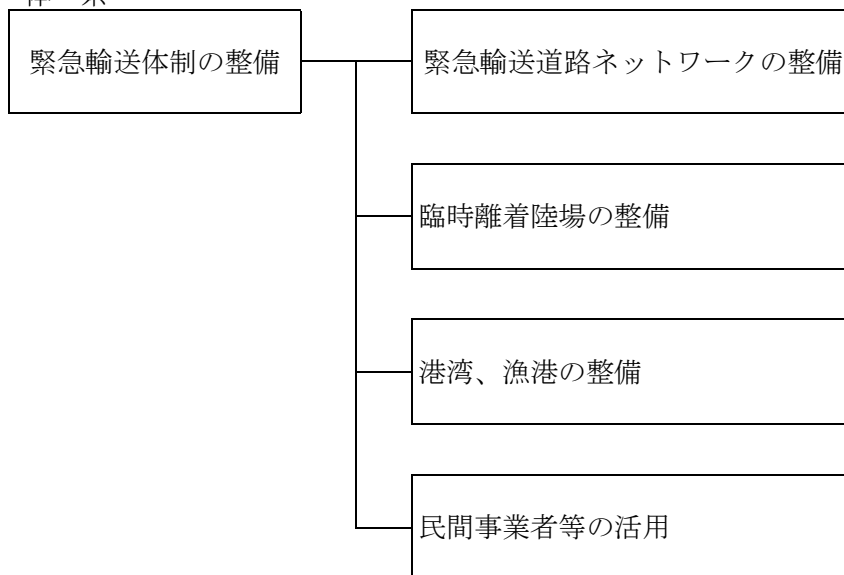 体 系
緊急輸送体制の整備
緊急輸送道路ネットワークの整備
臨時離着陸場の整備
港湾、漁港の整備
民間事業者等の活用